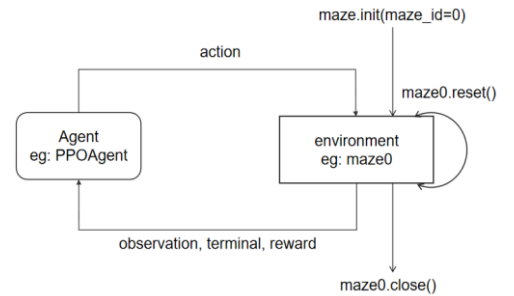 maze.init(maze_id=0)
action
maze0.reset()
Agent
eg: PPOAgent
environment
eg: maze0
observation, terminal, reward
maze0.close()